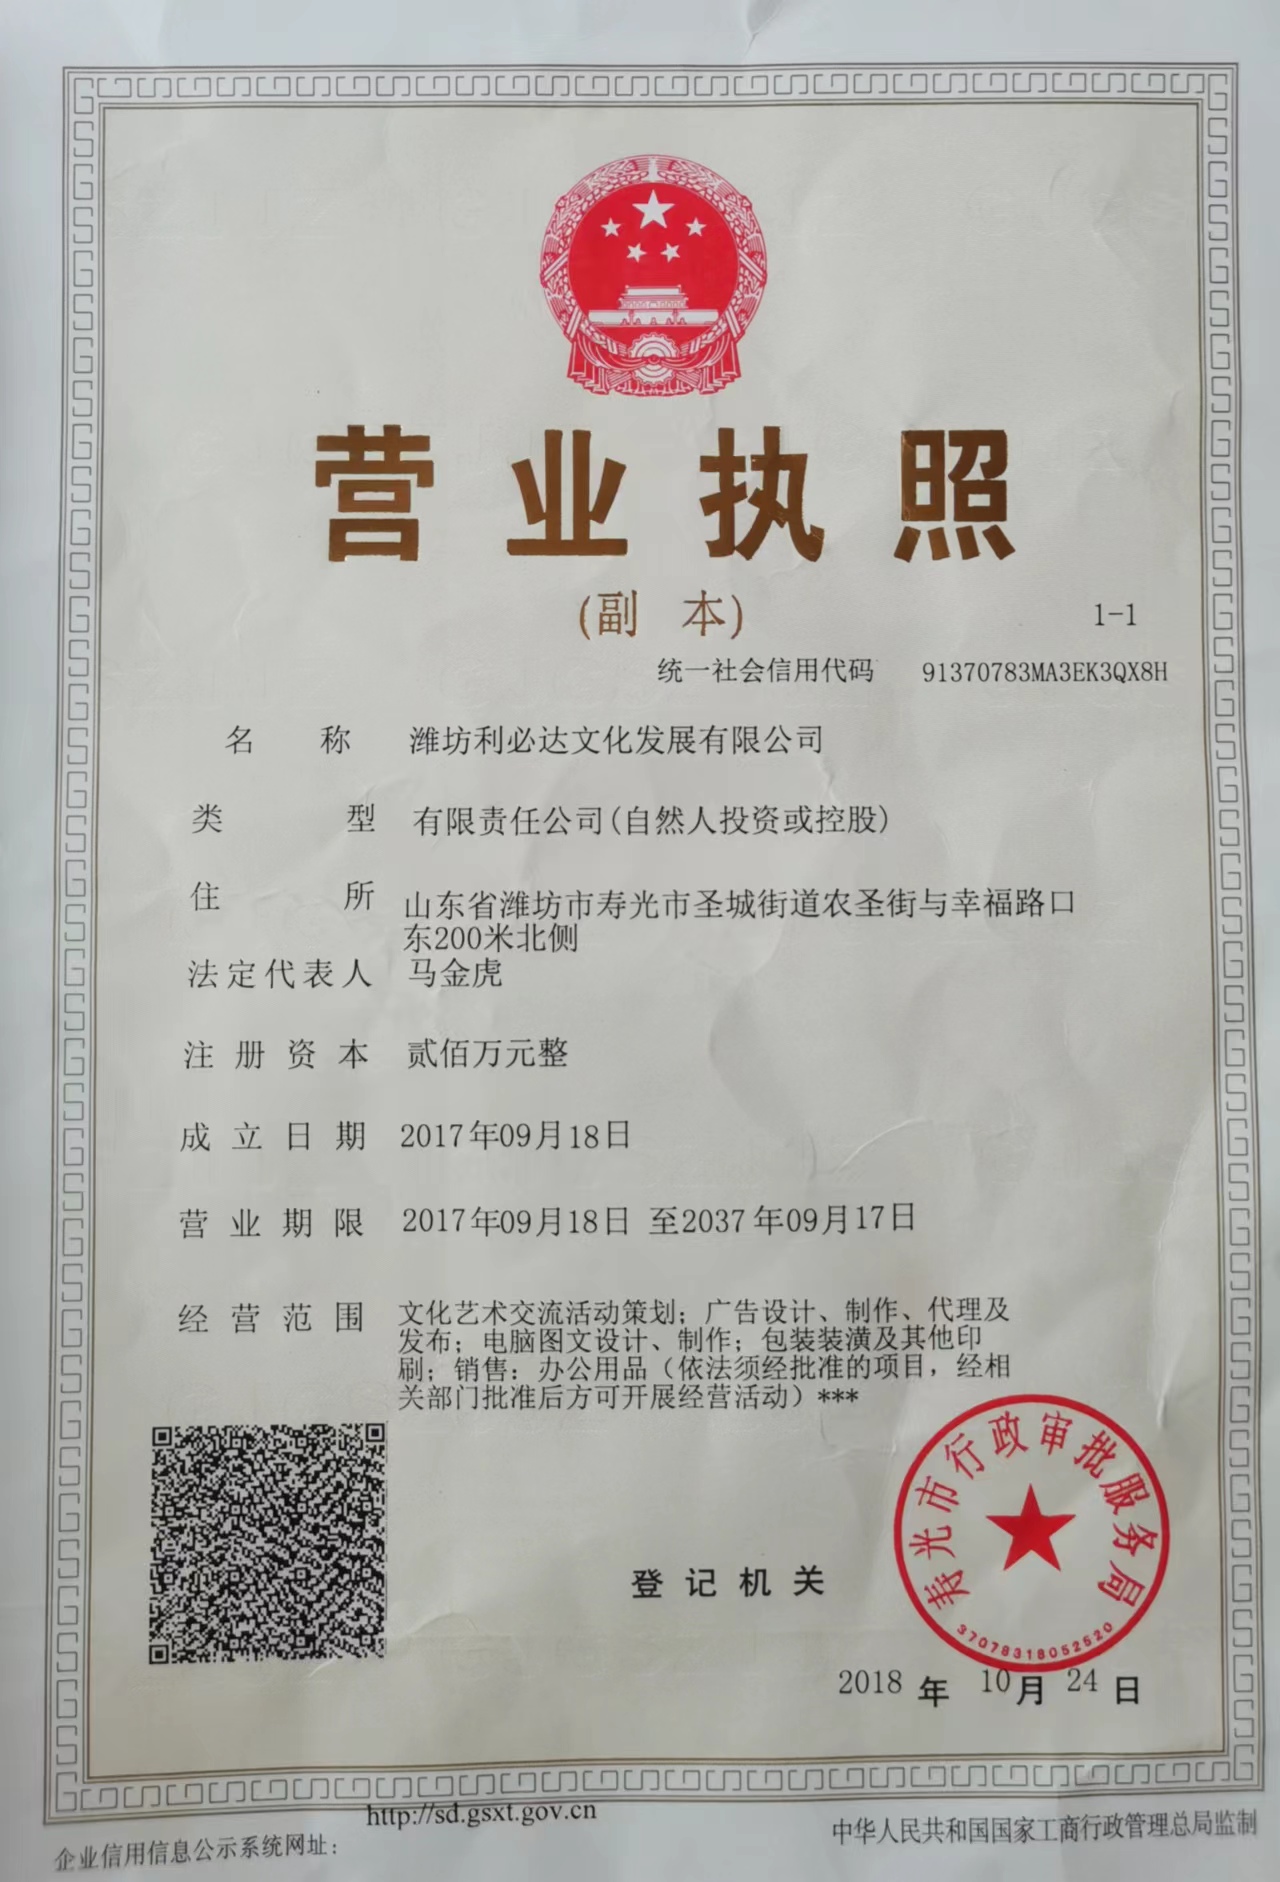 营业执照
(副 本)
1-1
统一社会信用代码 91370783MA3EK3QX8H
名称 潍坊利必达文化发展有限公司
类型 有限责任公司(自然人投资或控股)
住所 山东省潍坊市寿光市圣城街道农圣街与幸福路口
东200米北侧
法定代表人 马金虎
注册资本 贰佰万元整
成立日期 2017年09月18日
营业期限 2017年09月18日 至2037年09月17日
经营范围 文化艺术交流活动策划；广告设计、制作、代理及
发布；电脑图文设计、制作；包装装潢及其他印
刷；销售：办公用品（依法须经批准的项目，经相
关部门批准后方可开展经营活动）***
寿光市行政审批服务局
37078318052520
登记机关
2018 年 10 月 24 日
http://sd.gsxt.gov.cn
企业信用信息公示系统网址：
中华人民共和国国家工商行政管理总局监制